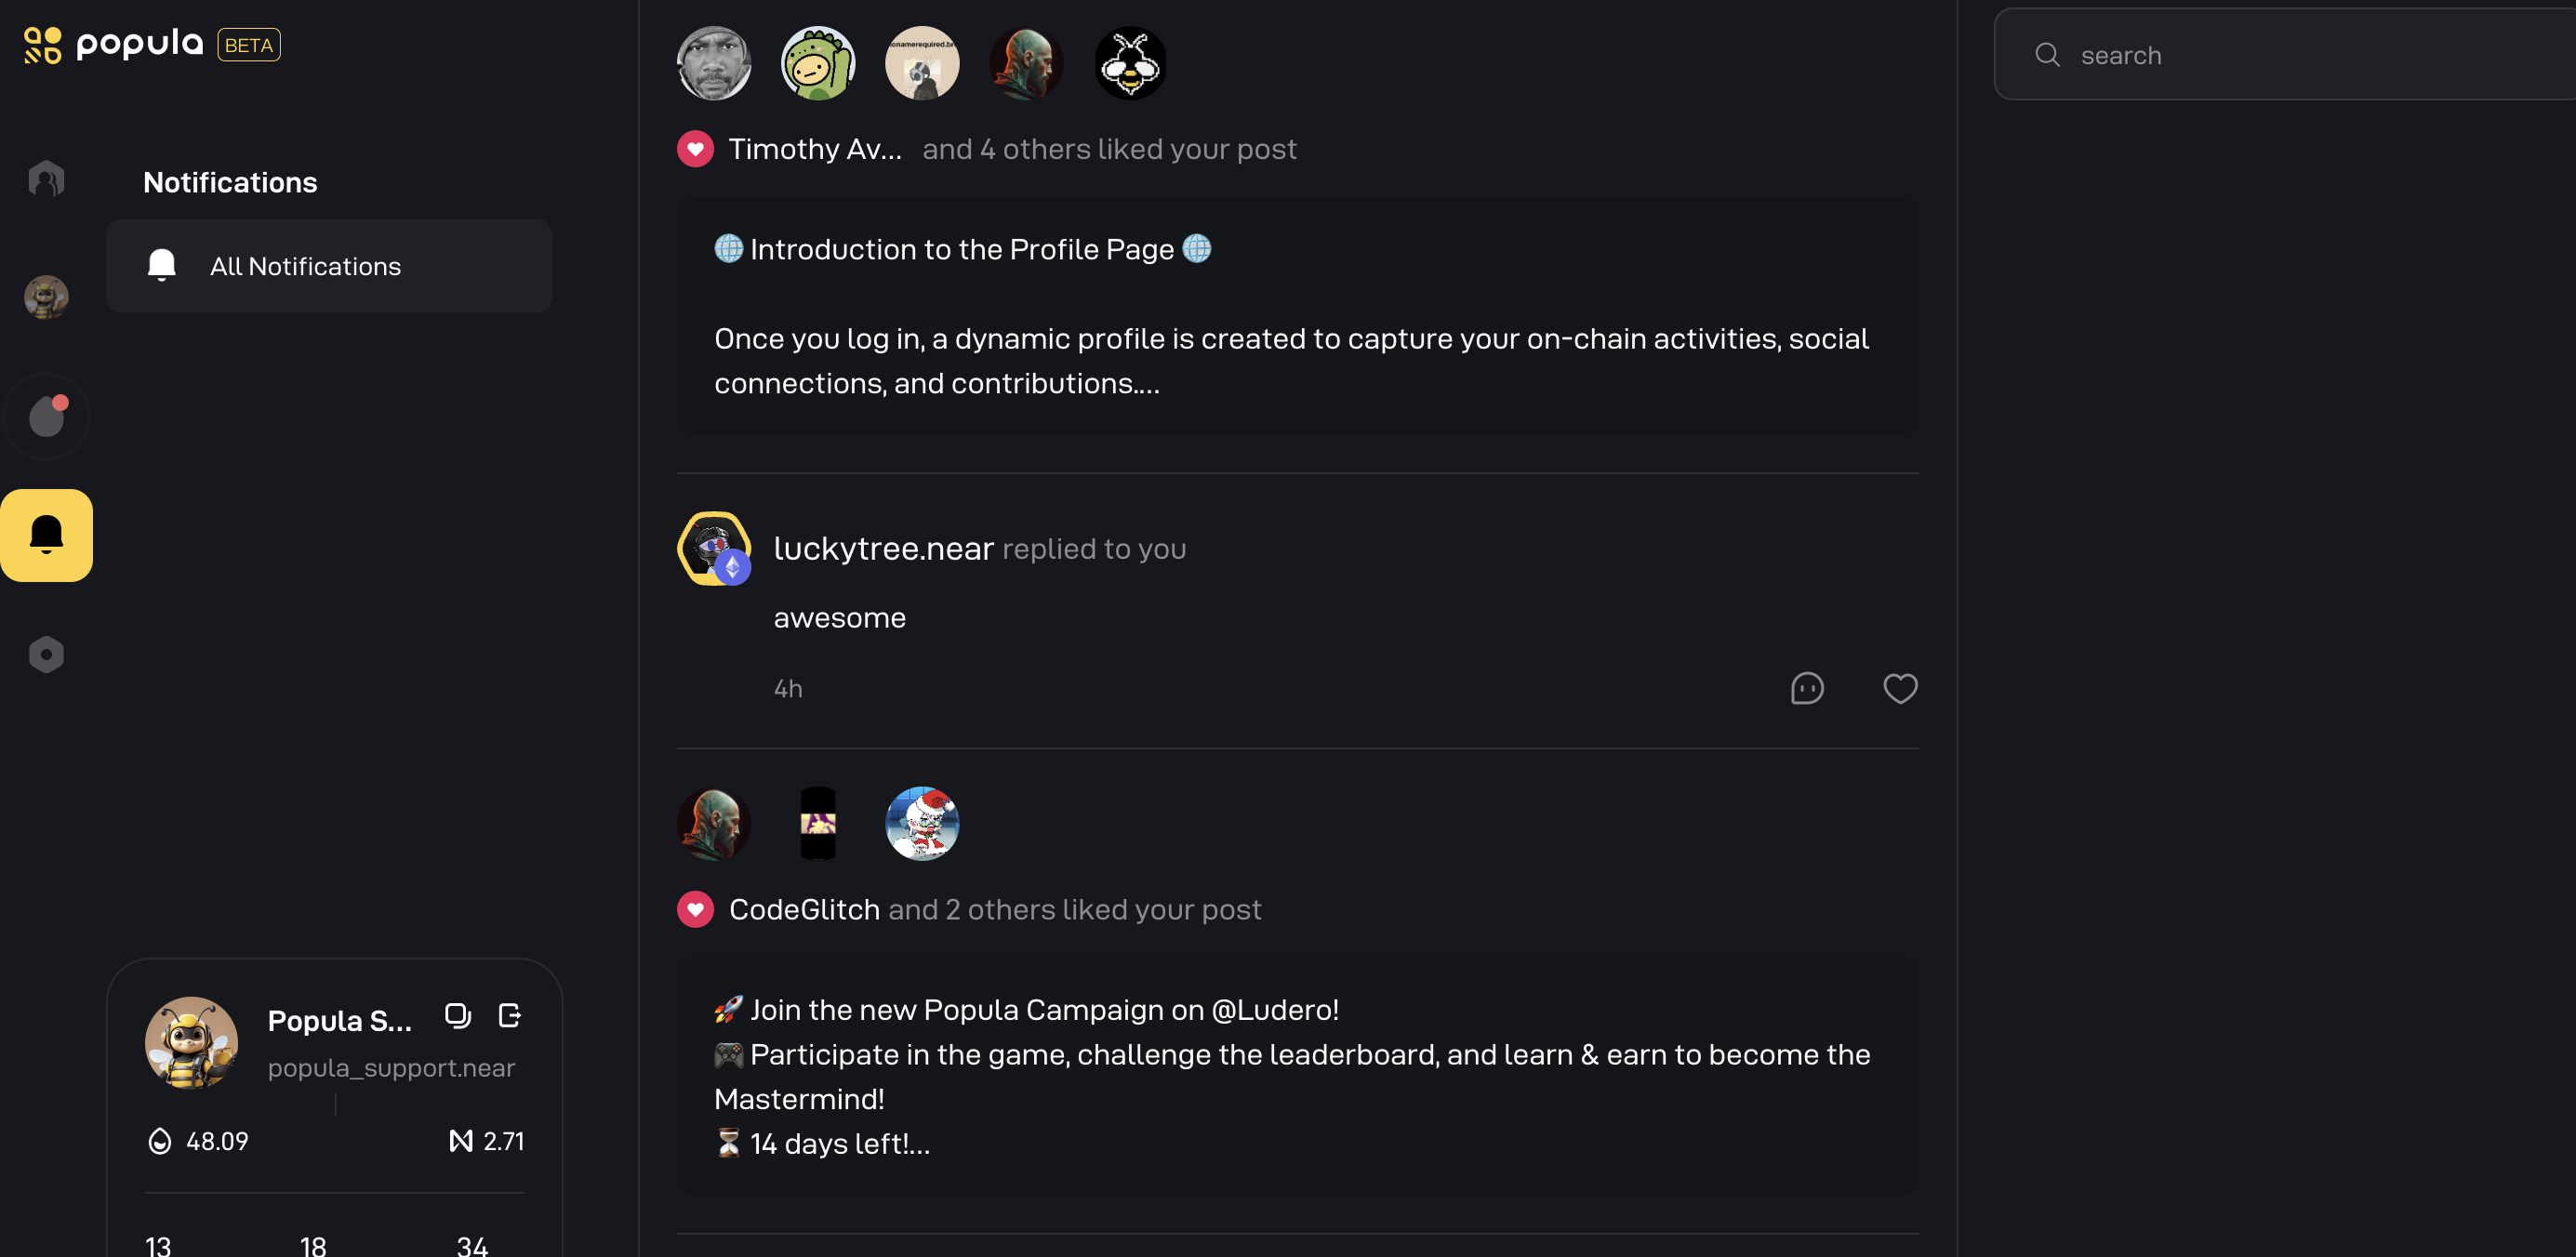 popula BETA
Notifications
All Notifications
Popula S...
popula_support.near
48.09
2.71
13 18 34
Timothy Av... and 4 others liked your post
🌐 Introduction to the Profile Page 🌐
Once you log in, a dynamic profile is created to capture your on-chain activities, social
connections, and contributions....
luckytree.near replied to you
awesome
4h
CodeGlitch and 2 others liked your post
🚀 Join the new Popula Campaign on @Ludero!
🎮 Participate in the game, challenge the leaderboard, and learn & earn to become the
Mastermind!
⏳ 14 days left!...
search